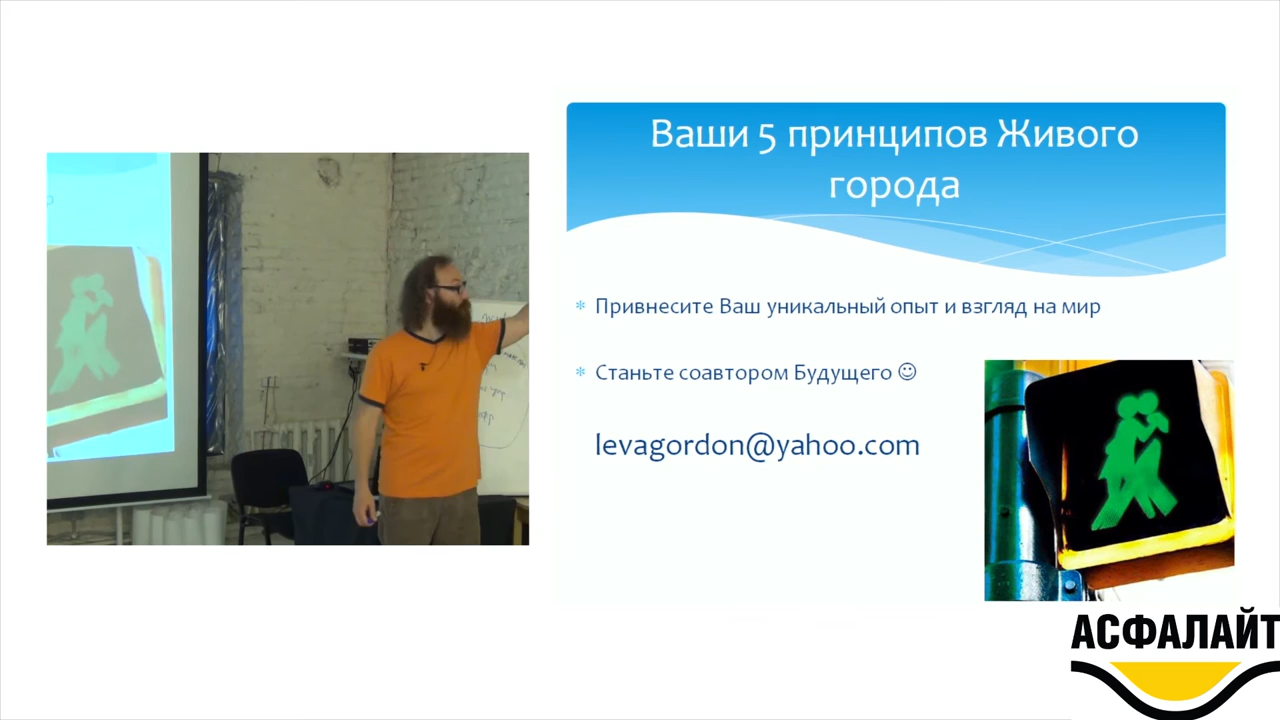 Ваши 5 принципов Живого
города
Привнесите Ваш уникальный опыт и взгляд на мир
Станьте соавтором Будущего ☺
levagordon@yahoo.com
АСФАЛАЙТ